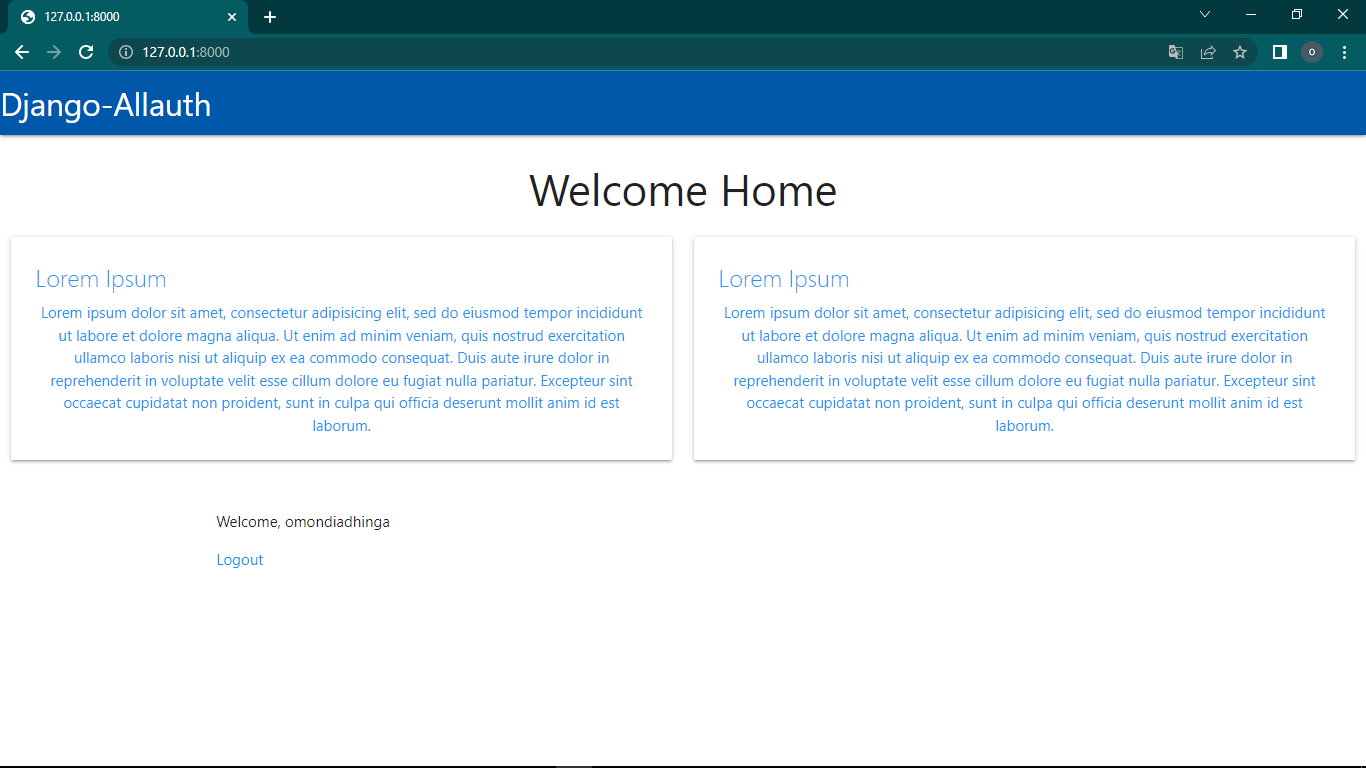 127.0.0.1:8000
127.0.0.1:8000
O
Django-Allauth
Welcome Home
Lorem Ipsum
Lorem ipsum dolor sit amet, consectetur adipisicing elit, sed do eiusmod tempor incididunt
ut labore et dolore magna aliqua. Ut enim ad minim veniam, quis nostrud exercitation
ullamco laboris nisi ut aliquip ex ea commodo consequat. Duis aute irure dolor in
reprehenderit in voluptate velit esse cillum dolore eu fugiat nulla pariatur. Excepteur sint
occaecat cupidatat non proident, sunt in culpa qui officia deserunt mollit anim id est
laborum.
Lorem Ipsum
Lorem ipsum dolor sit amet, consectetur adipisicing elit, sed do eiusmod tempor incididunt
ut labore et dolore magna aliqua. Ut enim ad minim veniam, quis nostrud exercitation
ullamco laboris nisi ut aliquip ex ea commodo consequat. Duis aute irure dolor in
reprehenderit in voluptate velit esse cillum dolore eu fugiat nulla pariatur. Excepteur sint
occaecat cupidatat non proident, sunt in culpa qui officia deserunt mollit anim id est
laborum.
Welcome, omondiadhinga
Logout